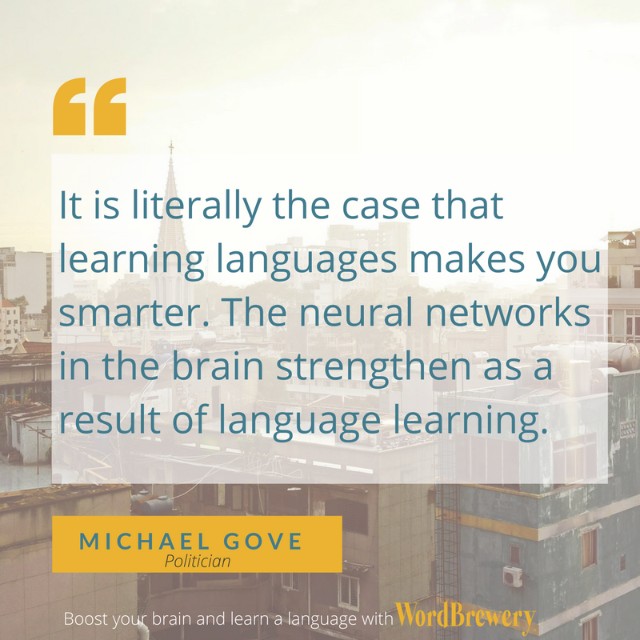 “
It is literally the case that
learning languages makes you
smarter. The neural networks
in the brain strengthen as a
result of language learning.
MICHAEL GOVE
Politician
Boost your brain and learn a language with WordBrewery